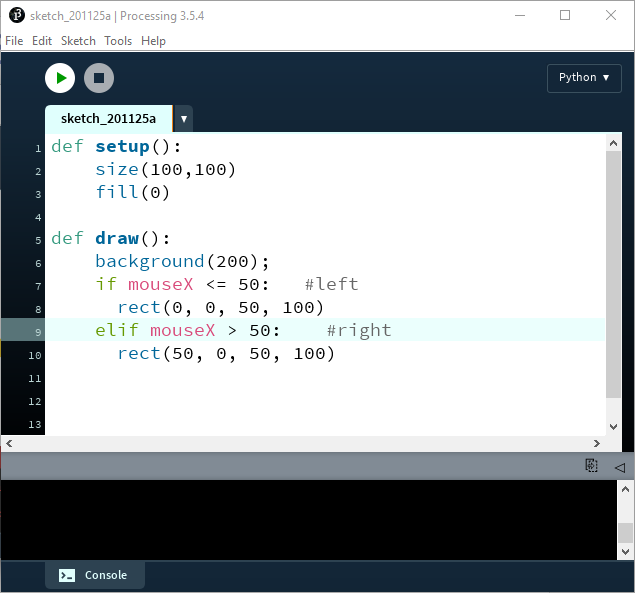 sketch_201125a | Processing 3.5.4
File Edit Sketch Tools Help
Python ▼
sketch_201125a ▼
1 def setup():
2     size(100,100)
3     fill(0)
4
5 def draw():
6     background(200);
7     if mouseX <= 50:   #left
8       rect(0, 0, 50, 100)
9     elif mouseX > 50:    #right
10       rect(50, 0, 50, 100)
11
12
13
Console